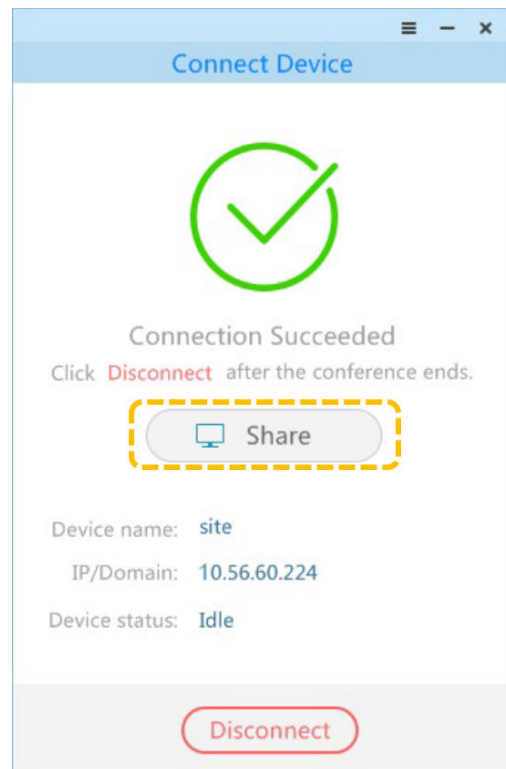 Connect Device
Connection Succeeded
Click Disconnect after the conference ends.
Share
Device name: site
IP/Domain: 10.56.60.224
Device status: Idle
Disconnect